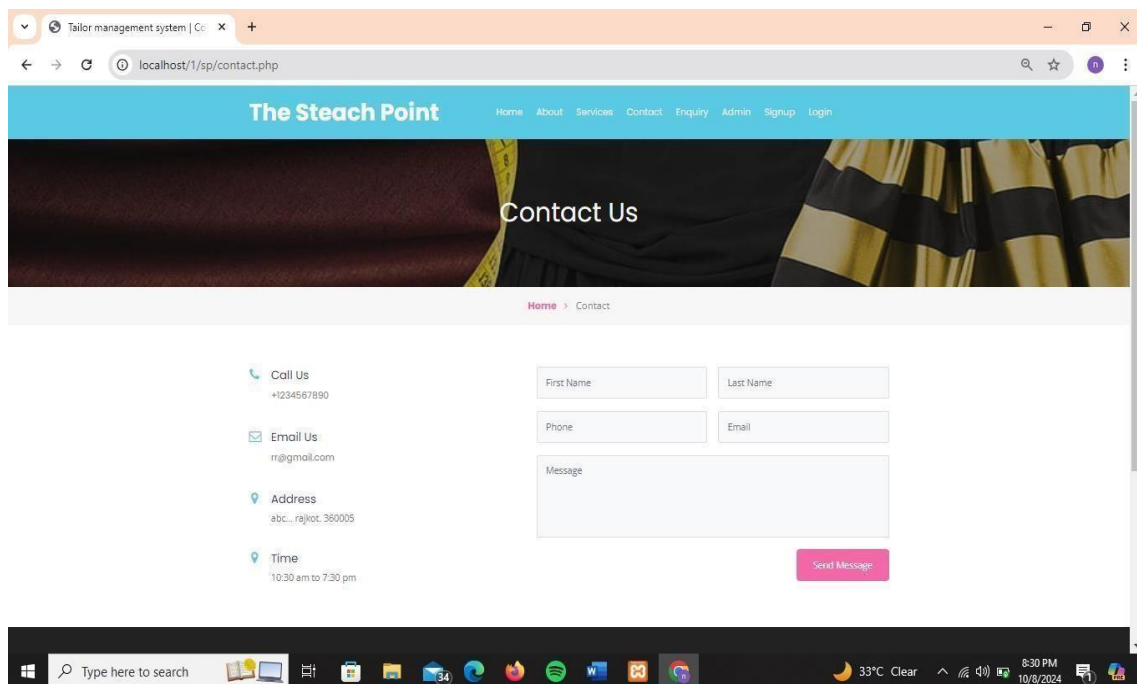 Tailor management system | Co
localhost/1/sp/contact.php
n
The Steach Point
Home About Services Contact Enquiry Admin Signup Login
Contact Us
Home > Contact
Call Us
+1234567890
First Name
Last Name
Phone
Email
Email Us
rr@gmail.com
Message
Address
abc... rajkot. 360005
Time
10:30 am to 7:30 pm
Send Message
Type here to search
34
33°C Clear
8:30 PM
10/8/2024
1